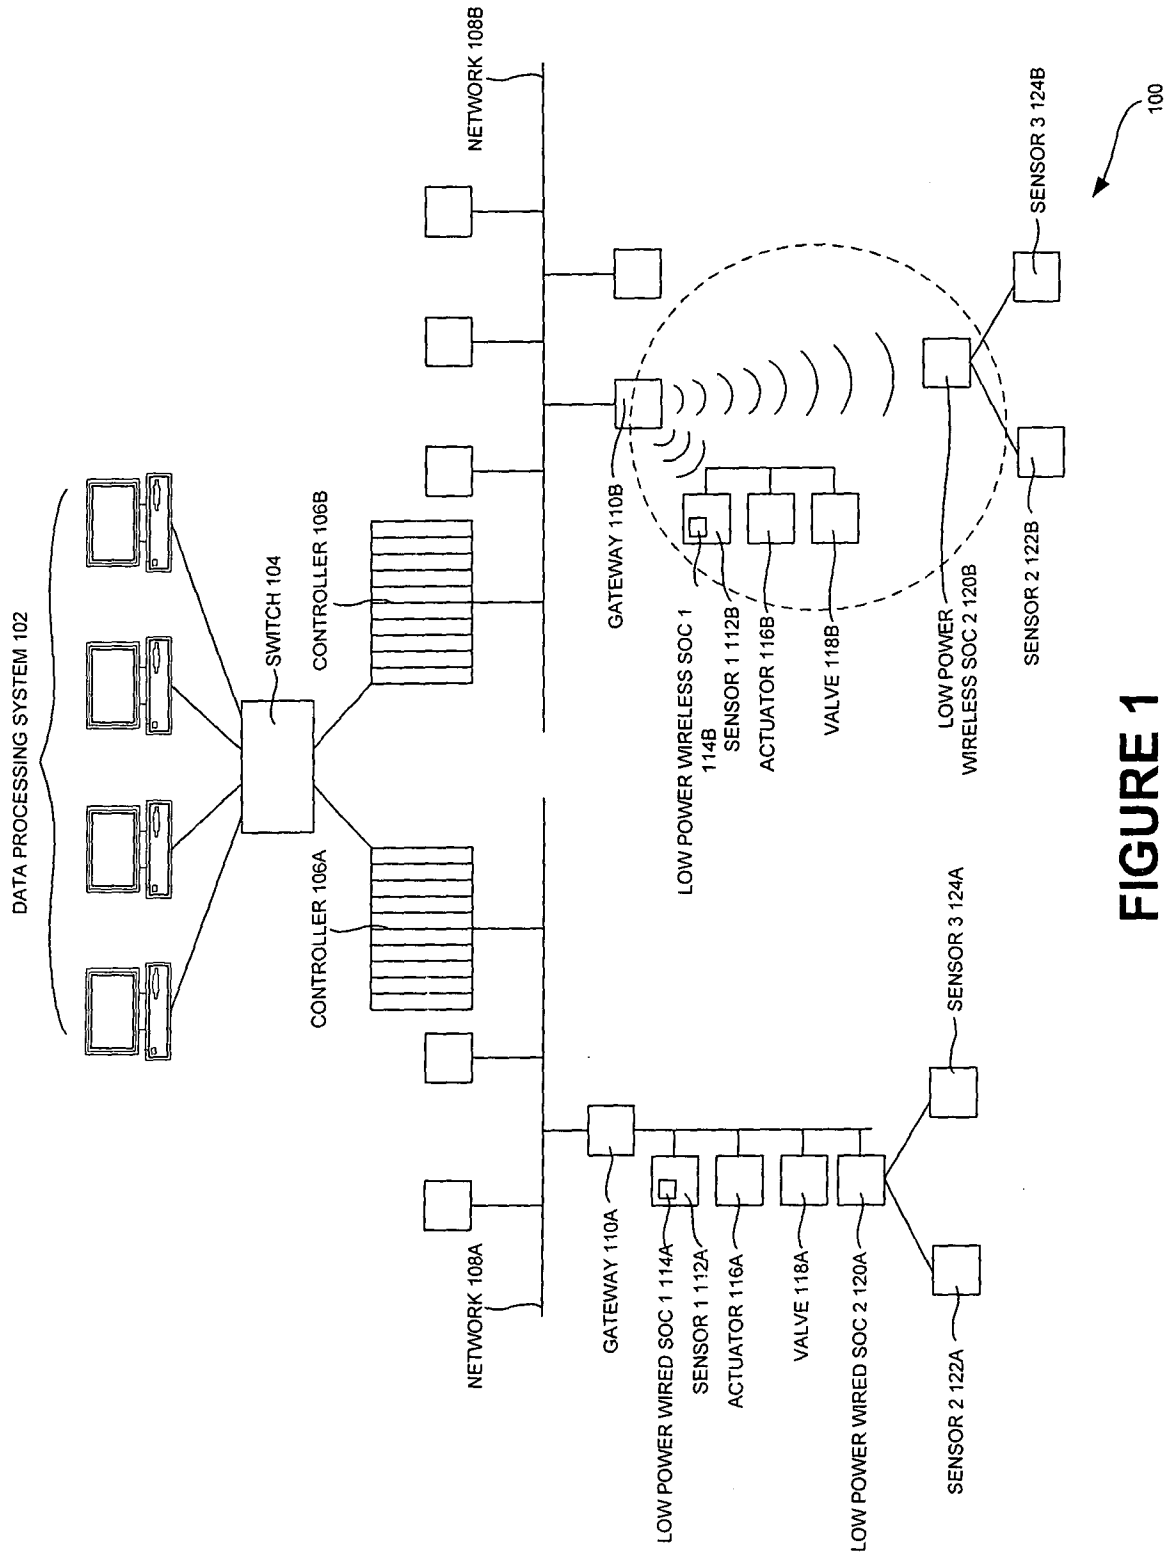 DATA PROCESSING SYSTEM 102
SWITCH 104
CONTROLLER 106A
CONTROLLER 106B
NETWORK 108A
NETWORK 108B
GATEWAY 110A
LOW POWER WIRED SOC 1 114A
SENSOR 1 112A
ACTUATOR 116A
VALVE 118A
LOW POWER WIRED SOC 2 120A
SENSOR 2 122A
SENSOR 3 124A
GATEWAY 110B
LOW POWER WIRELESS SOC 1
114B
SENSOR 1 112B
ACTUATOR 116B
VALVE 118B
LOW POWER
WIRELESS SOC 2 120B
SENSOR 2 122B
SENSOR 3 124B
100
FIGURE 1